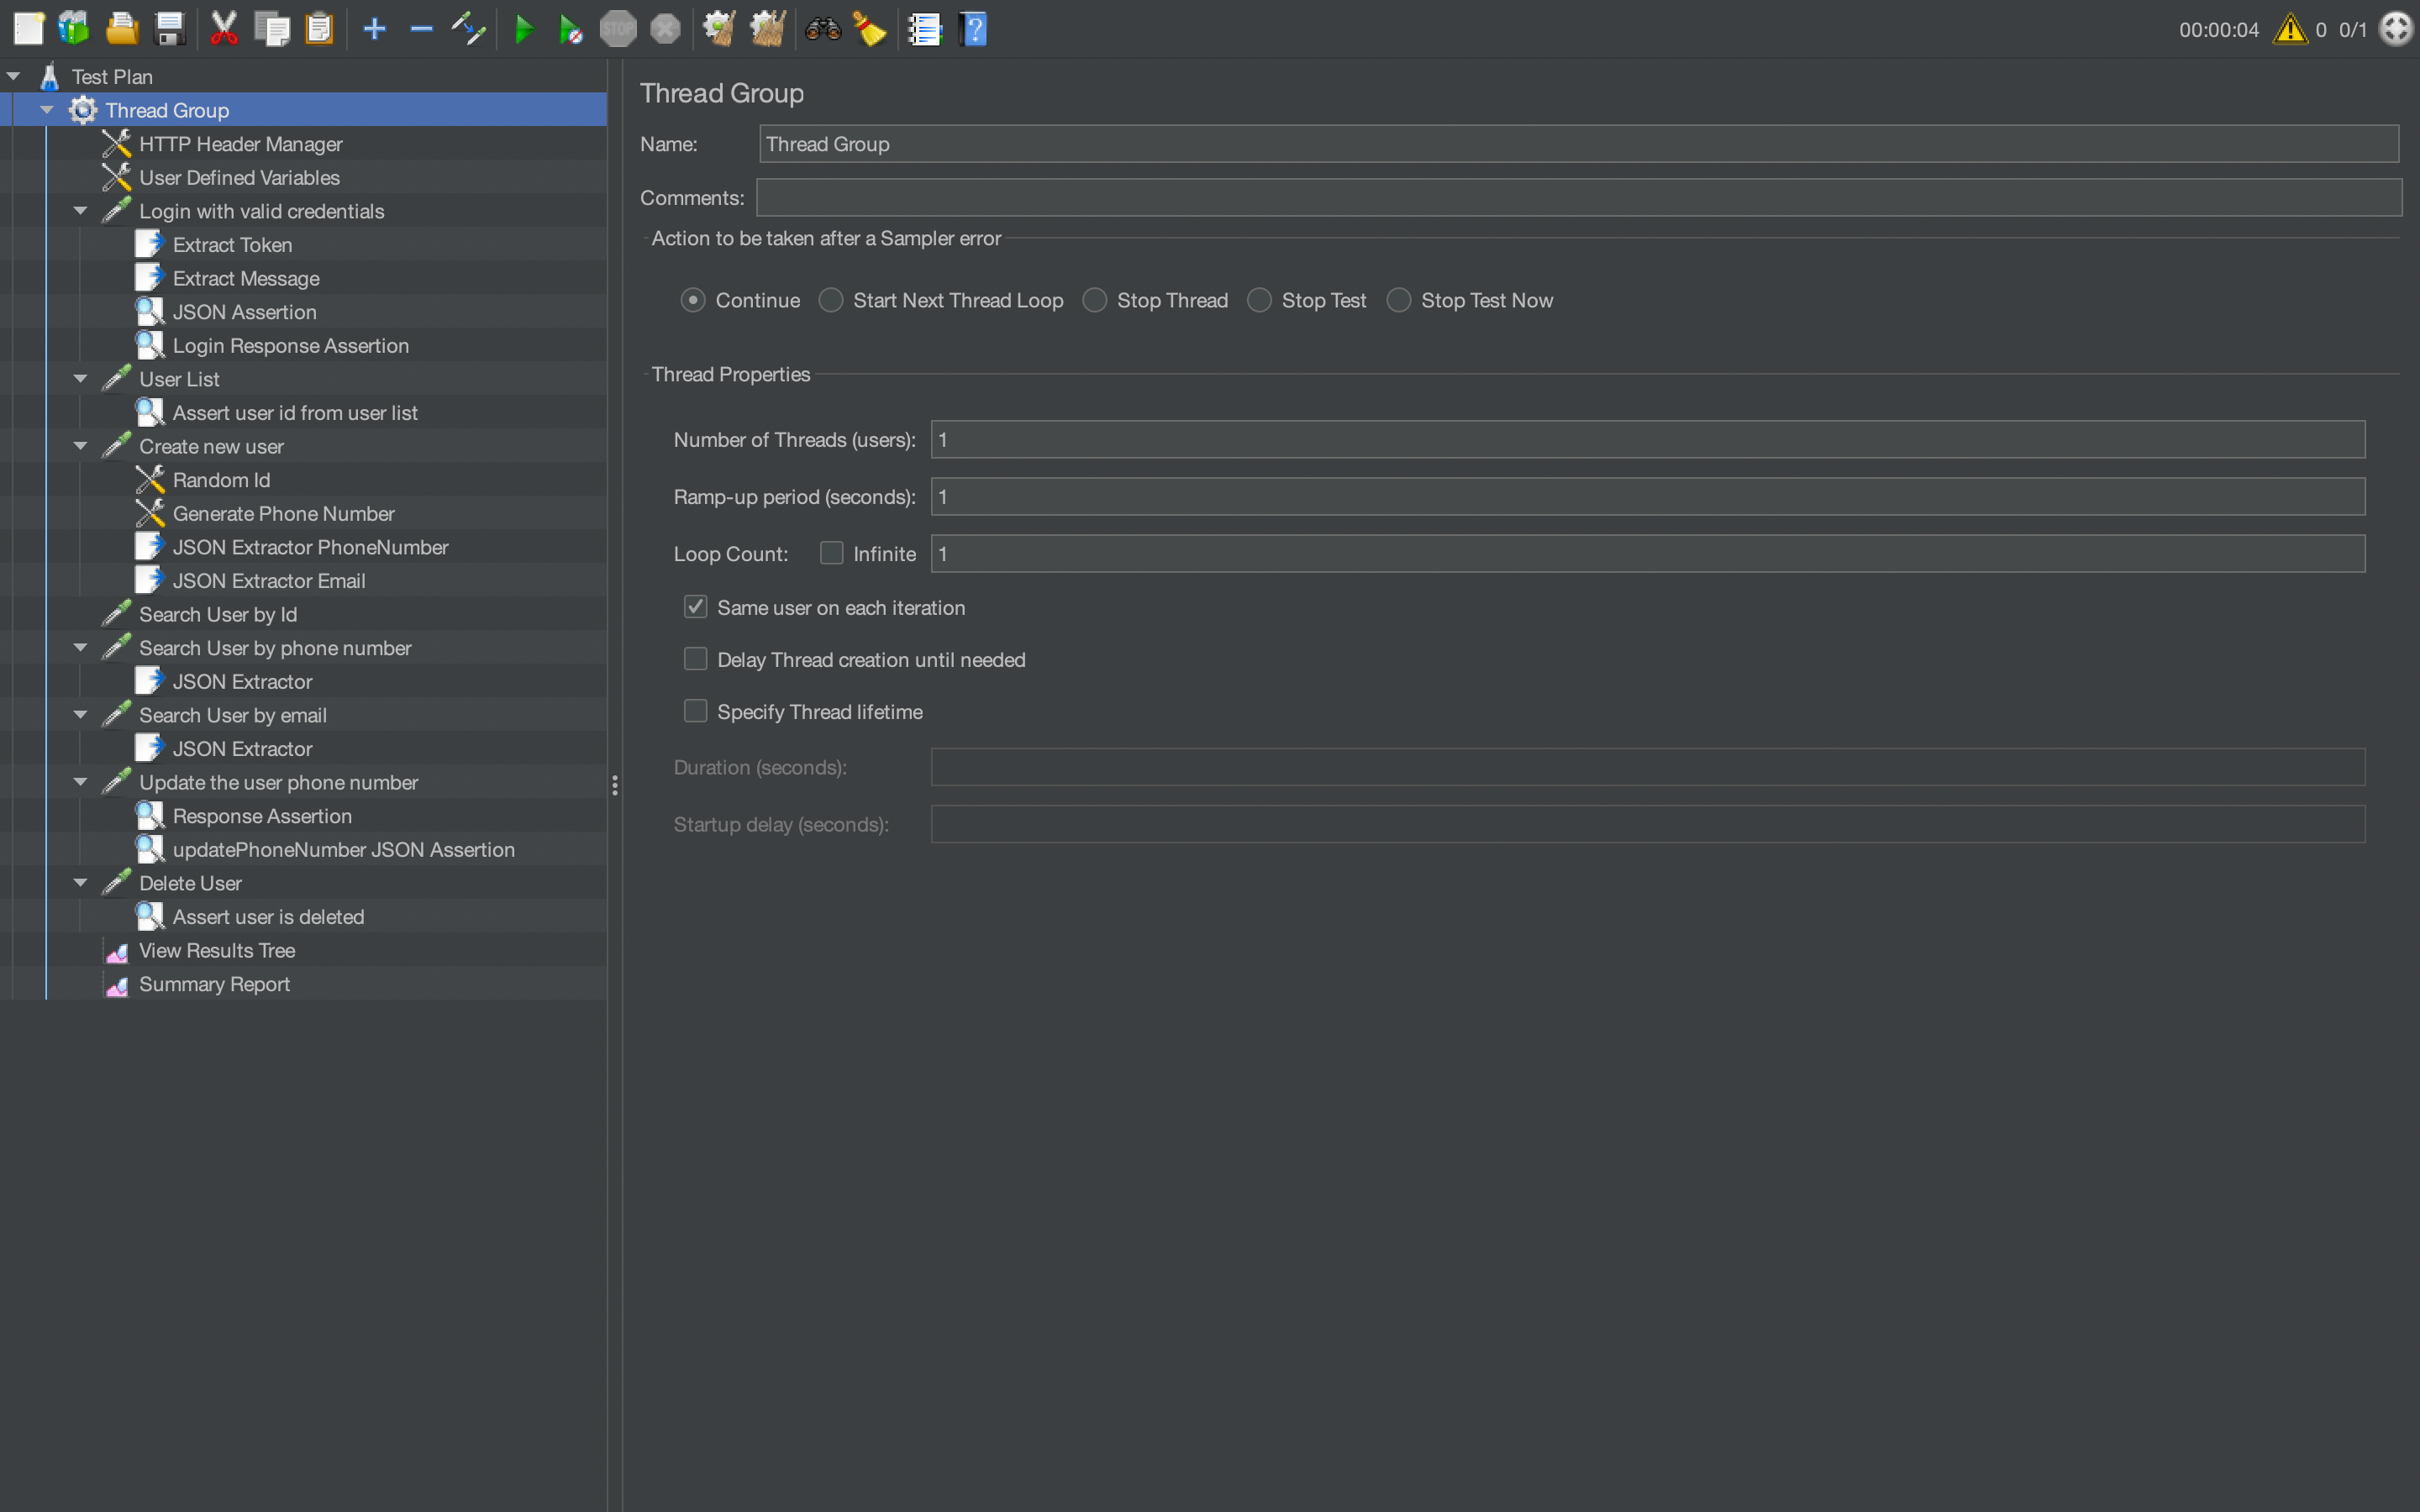 STOP
00:00:04 0 0/1
Test Plan
Thread Group
HTTP Header Manager
User Defined Variables
Login with valid credentials
Extract Token
Extract Message
JSON Assertion
Login Response Assertion
User List
Assert user id from user list
Create new user
Random Id
Generate Phone Number
JSON Extractor PhoneNumber
JSON Extractor Email
Search User by Id
Search User by phone number
JSON Extractor
Search User by email
JSON Extractor
Update the user phone number
Response Assertion
updatePhoneNumber JSON Assertion
Delete User
Assert user is deleted
View Results Tree
Summary Report
Thread Group
Name: Thread Group
Comments:
Action to be taken after a Sampler error
Continue Start Next Thread Loop Stop Thread Stop Test Stop Test Now
Thread Properties
Number of Threads (users): 1
Ramp-up period (seconds): 1
Loop Count: Infinite 1
Same user on each iteration
Delay Thread creation until needed
Specify Thread lifetime
Duration (seconds):
Startup delay (seconds):